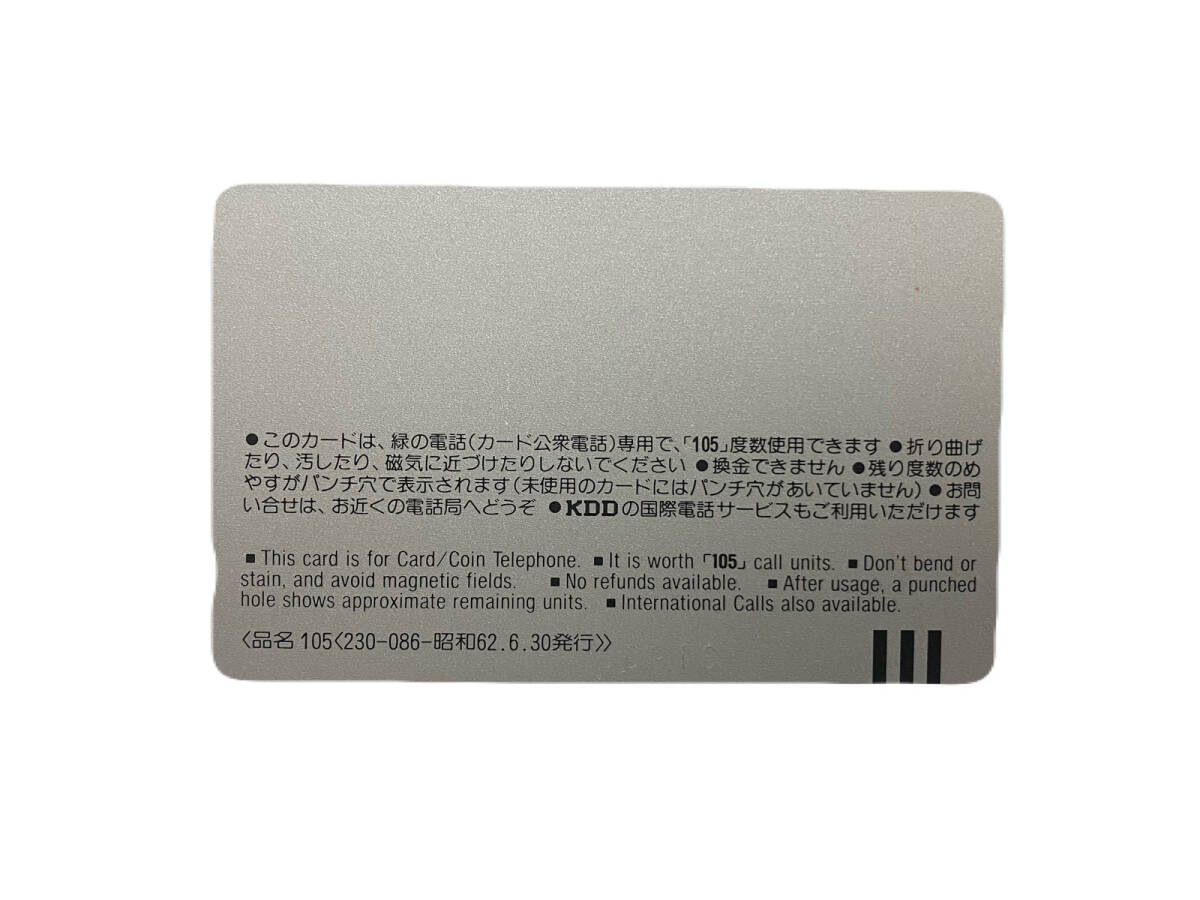 ●このカードは、緑の電話(カード公衆電話)専用で、「105」度数使用できます ●折り曲げ
たり、汚したり、磁気に近づけたりしないでください ●換金できません ●残り度数のめ
やすがパンチ穴で表示されます(未使用のカードにはパンチ穴があいていません) ●お問
い合せは、お近くの電話局へどうぞ ●KDDの国際電話サービスもご利用いただけます
■ This card is for Card/Coin Telephone. ■ It is worth「105」call units. ■ Don't bend or
stain, and avoid magnetic fields. ■ No refunds available. ■ After usage, a punched
hole shows approximate remaining units. ■ International Calls also available.
〈品名 105〈230-086-昭和62.6.30発行〉〉